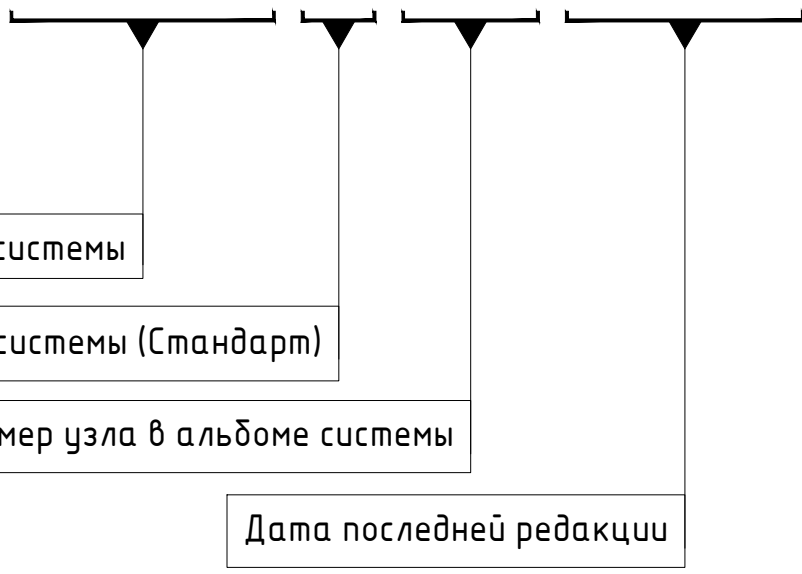 системы
системы (Стандарт)
мер узла в альбоме системы
Дата последней редакции